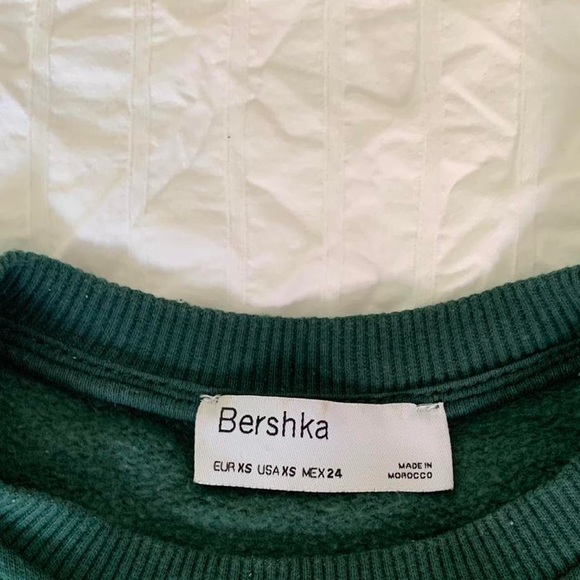 Bershka
EUR XS USA XS MEX 24
MADE IN
MOROCCO